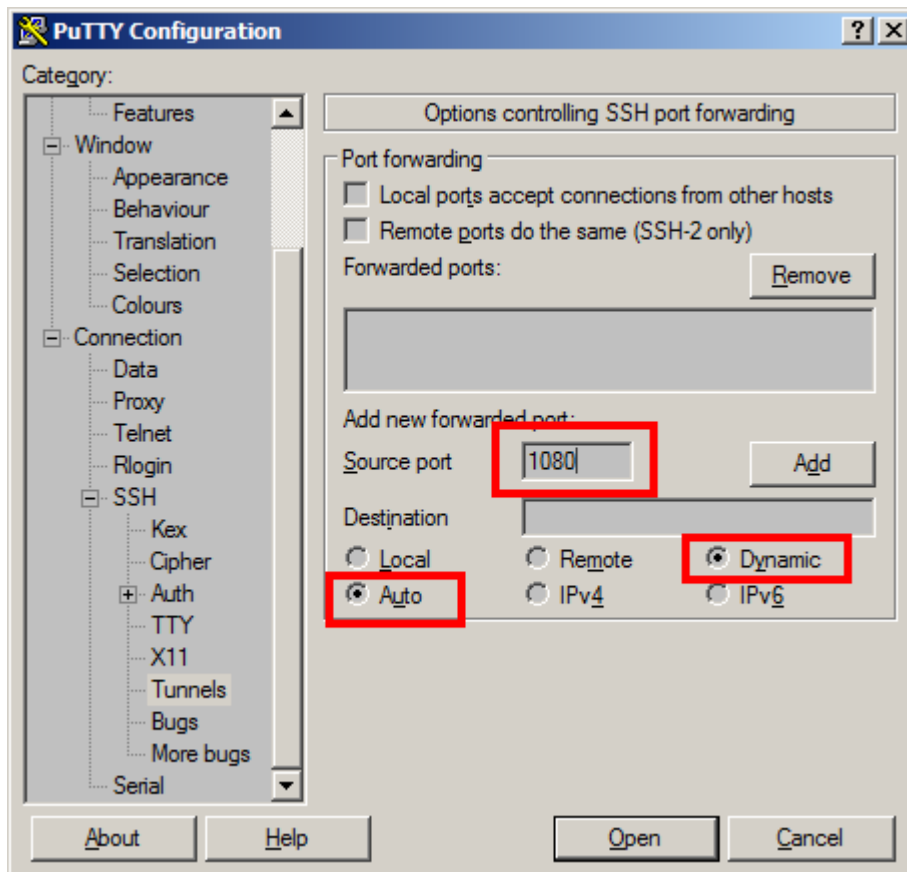 PuTTY Configuration
Category:
Features
Window
Appearance
Behaviour
Translation
Selection
Colours
Connection
Data
Proxy
Telnet
Rlogin
SSH
Kex
Cipher
Auth
TTY
X11
Tunnels
Bugs
More bugs
Serial
Options controlling SSH port forwarding
Port forwarding
Local ports accept connections from other hosts
Remote ports do the same (SSH-2 only)
Forwarded ports:
Remove
Add new forwarded port:
Source port 1080 Add
Destination
Local Remote Dynamic
Auto IPv4 IPv6
About Help Open Cancel